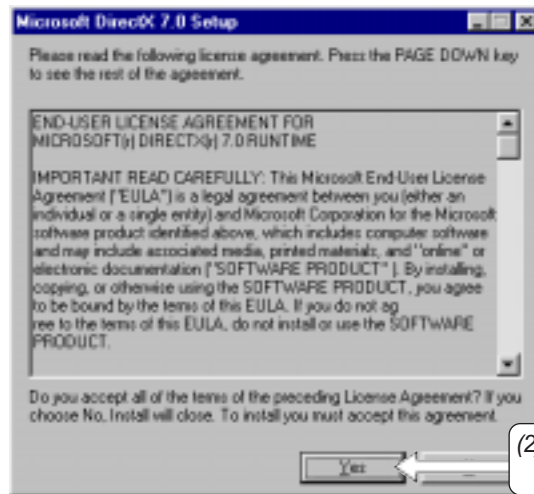 Microsoft DirectX 7.0 Setup
Please read the following license agreement. Press the PAGE DOWN key
to see the rest of the agreement.
END-USER LICENSE AGREEMENT FOR
MICROSOFT(r) DIRECTX(r) 7.0 RUNTIME
IMPORTANT READ CAREFULLY: This Microsoft End-User License
Agreement ("EULA") is a legal agreement between you (either an
individual or a single entity) and Microsoft Corporation for the Microsoft
software product identified above, which includes computer software
and may include associated media, printed materials, and "online" or
electronic documentation ("SOFTWARE PRODUCT" ). By installing,
copying, or otherwise using the SOFTWARE PRODUCT, you agree
to be bound by the terms of this EULA. If you do not ag
ree to the terms of this EULA, do not install or use the SOFTWARE
PRODUCT.
Do you accept all of the terms of the preceding License Agreement? If you
choose No, Install will close. To install you must accept this agreement.
Yes
(2